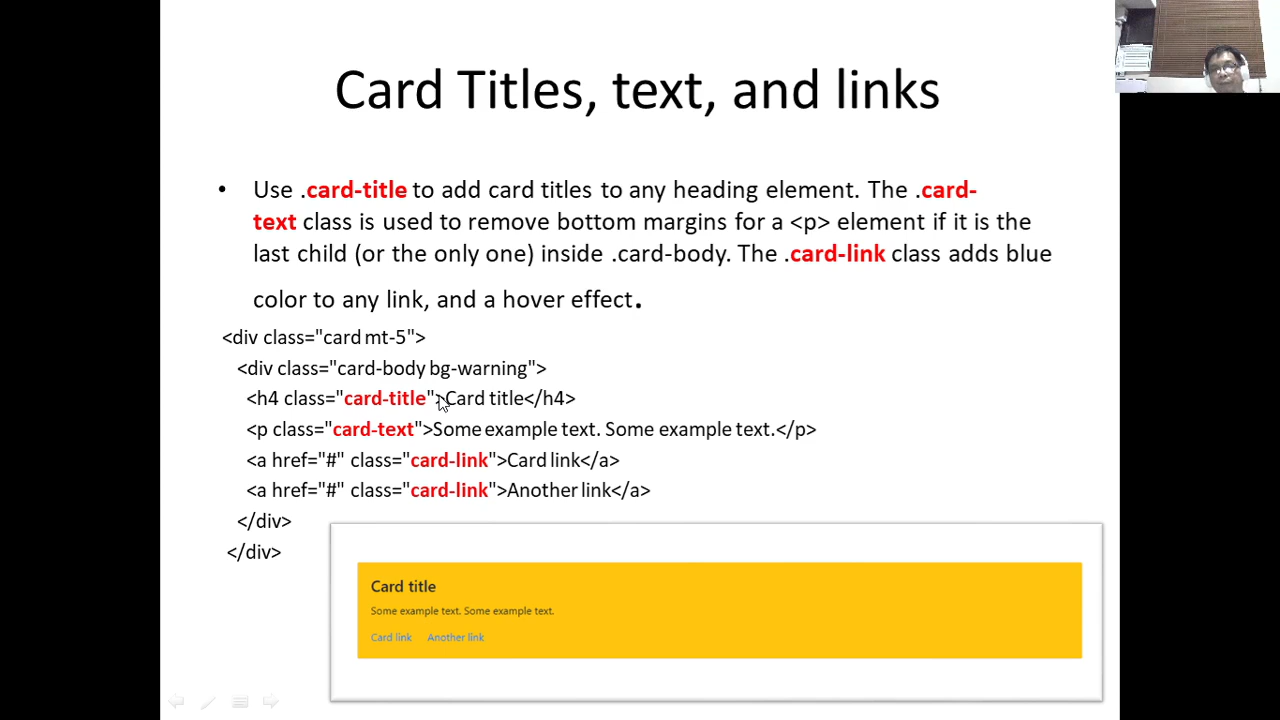 Card Titles, text, and links
• Use .card-title to add card titles to any heading element. The .card-
text class is used to remove bottom margins for a <p> element if it is the
last child (or the only one) inside .card-body. The .card-link class adds blue
color to any link, and a hover effect.
<div class="card mt-5">
<div class="card-body bg-warning">
<h4 class="card-title">Card title</h4>
<p class="card-text">Some example text. Some example text.</p>
<a href="#" class="card-link">Card link</a>
<a href="#" class="card-link">Another link</a>
</div>
</div>
Card title
Some example text. Some example text.
Card link Another link